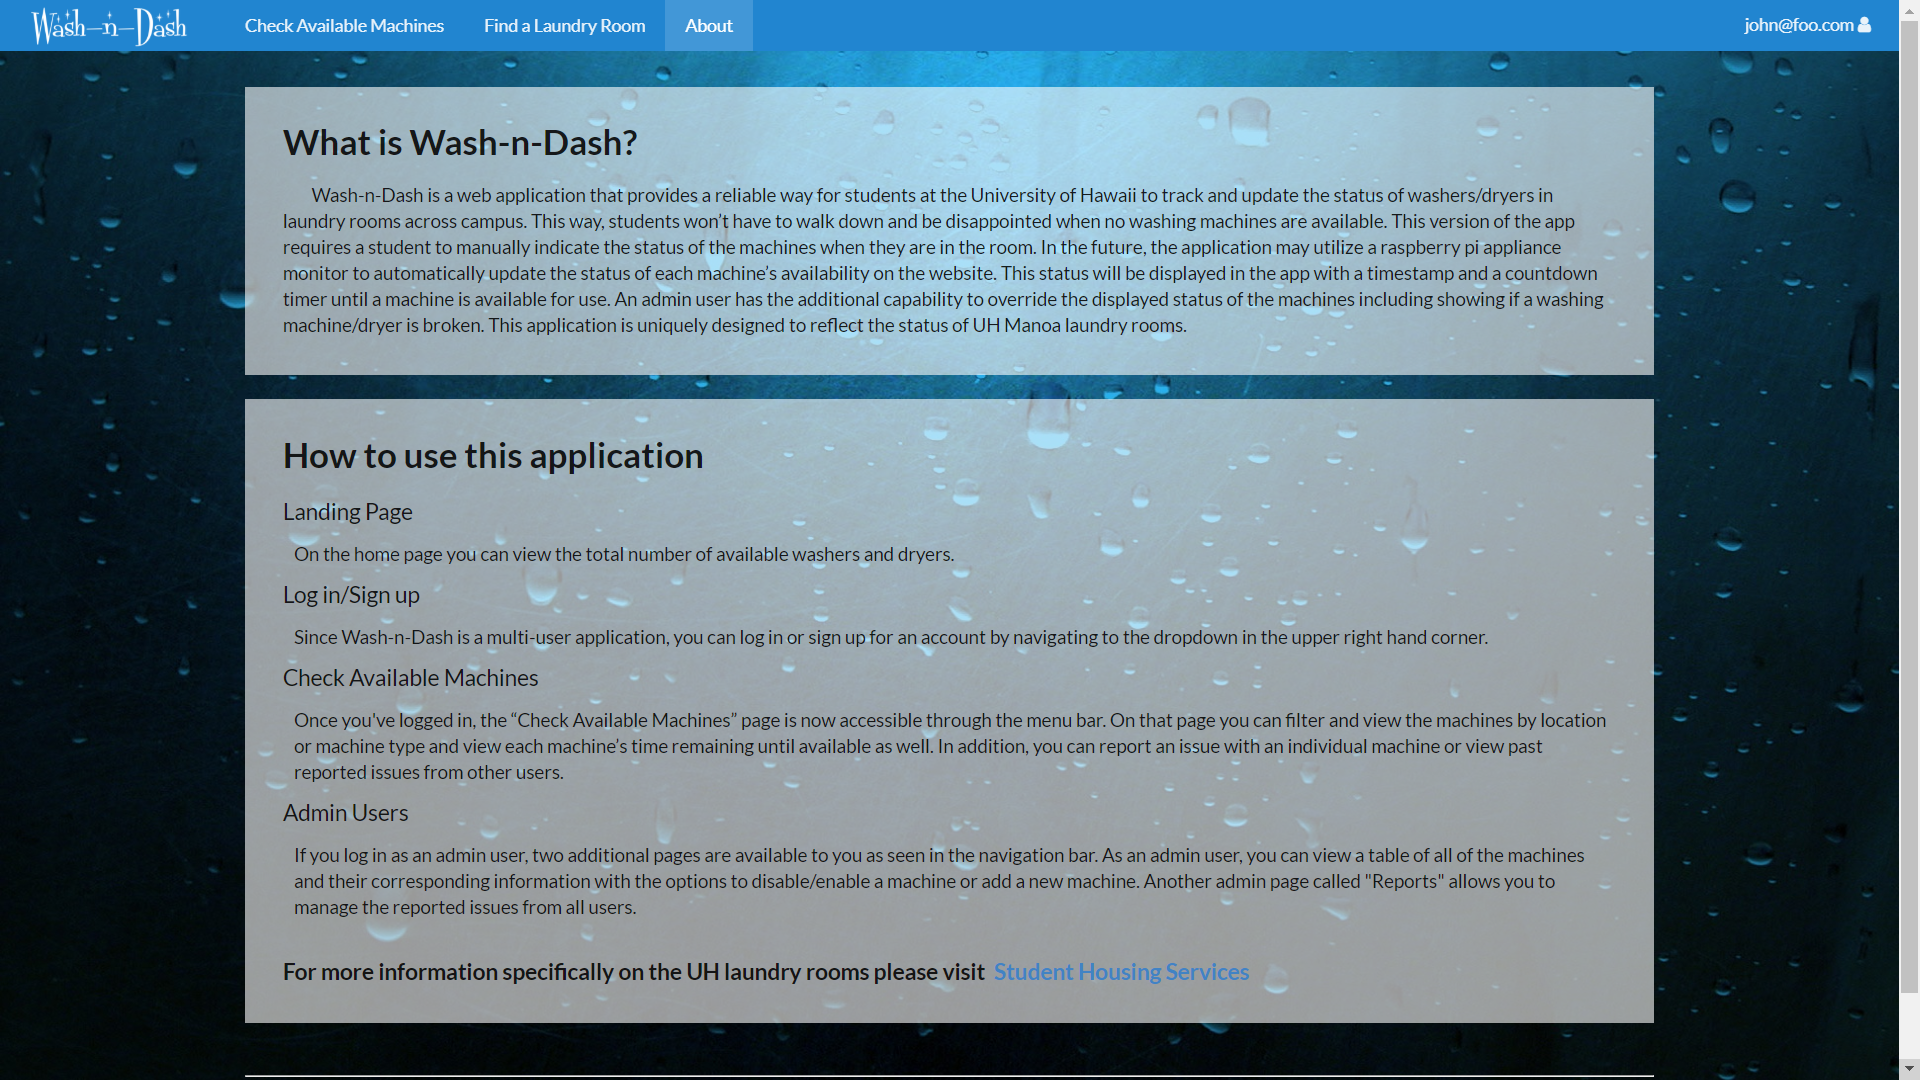 Wash-n-Dash Check Available Machines Find a Laundry Room About john@foo.com
What is Wash-n-Dash?
Wash-n-Dash is a web application that provides a reliable way for students at the University of Hawaii to track and update the status of washers/dryers in
laundry rooms across campus. This way, students won’t have to walk down and be disappointed when no washing machines are available. This version of the app
requires a student to manually indicate the status of the machines when they are in the room. In the future, the application may utilize a raspberry pi appliance
monitor to automatically update the status of each machine’s availability on the website. This status will be displayed in the app with a timestamp and a countdown
timer until a machine is available for use. An admin user has the additional capability to override the displayed status of the machines including showing if a washing
machine/dryer is broken. This application is uniquely designed to reflect the status of UH Manoa laundry rooms.
How to use this application
Landing Page
On the home page you can view the total number of available washers and dryers.
Log in/Sign up
Since Wash-n-Dash is a multi-user application, you can log in or sign up for an account by navigating to the dropdown in the upper right hand corner.
Check Available Machines
Once you've logged in, the “Check Available Machines” page is now accessible through the menu bar. On that page you can filter and view the machines by location
or machine type and view each machine’s time remaining until available as well. In addition, you can report an issue with an individual machine or view past
reported issues from other users.
Admin Users
If you log in as an admin user, two additional pages are available to you as seen in the navigation bar. As an admin user, you can view a table of all of the machines
and their corresponding information with the options to disable/enable a machine or add a new machine. Another admin page called "Reports" allows you to
manage the reported issues from all users.
For more information specifically on the UH laundry rooms please visit Student Housing Services